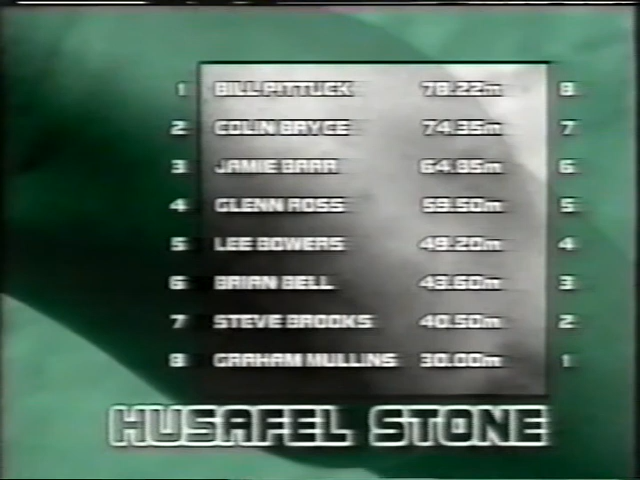 1 BILL PITTUCK 78.22m 8
2 COLIN BRYCE 74.35m 7
3 JAMIE BARR 64.85m 6
4 GLENN ROSS 59.50m 5
5 LEE BOWERS 49.20m 4
6 BRIAN BELL 43.60m 3
7 STEVE BROOKS 40.50m 2
8 GRAHAM MULLINS 30.00m 1
HUSAFEL STONE